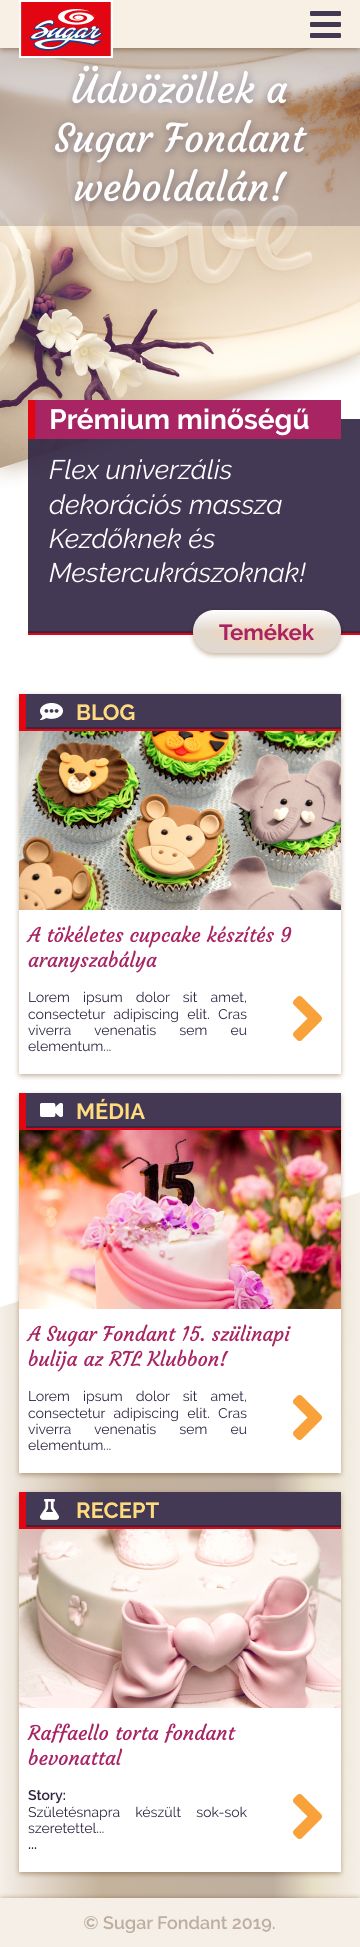 Sugar
Üdvözöllek a
Sugar Fondant
weboldalán!
love
Prémium minőségű
Flex univerzális
dekorációs massza
Kezdőknek és
Mestercukrászoknak!
Temékek
BLOG
A tökéletes cupcake készítés 9
aranyszabálya
Lorem ipsum dolor sit amet,
consectetur adipiscing elit. Cras
viverra venenatis sem eu
elementum...
MÉDIA
15
A Sugar Fondant 15. szülinapi
bulija az RTL Klubbon!
Lorem ipsum dolor sit amet,
consectetur adipiscing elit. Cras
viverra venenatis sem eu
elementum...
RECEPT
Raffaello torta fondant
bevonattal
Story:
Születésnapra készült sok-sok
szeretettel...
...
© Sugar Fondant 2019.